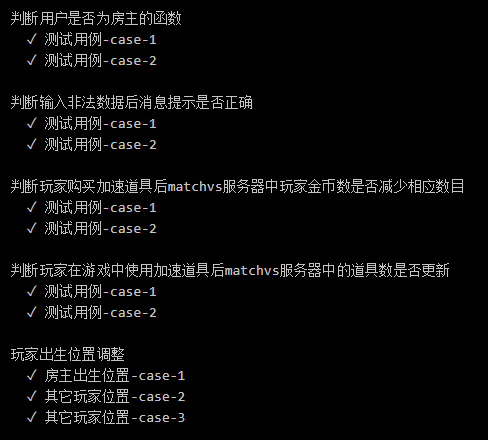 判断用户是否为房主的函数
✓ 测试用例-case-1
✓ 测试用例-case-2
判断输入非法数据后消息提示是否正确
✓ 测试用例-case-1
✓ 测试用例-case-2
判断玩家购买加速道具后matchvs服务器中玩家金币数是否减少相应数目
✓ 测试用例-case-1
✓ 测试用例-case-2
判断玩家在游戏中使用加速道具后matchvs服务器中的道具数是否更新
✓ 测试用例-case-1
✓ 测试用例-case-2
玩家出生位置调整
✓ 房主出生位置-case-1
✓ 其它玩家位置-case-2
✓ 其它玩家位置-case-3